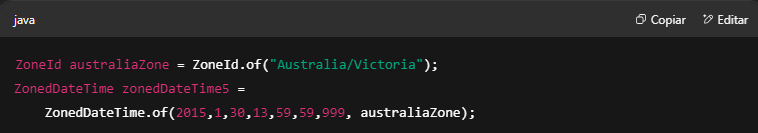 java
Copiar
Editar
ZoneId australiaZone = ZoneId.of("Australia/Victoria");
ZonedDateTime zonedDateTime5 =
    ZonedDateTime.of(2015,1,30,13,59,59,999, australiaZone);